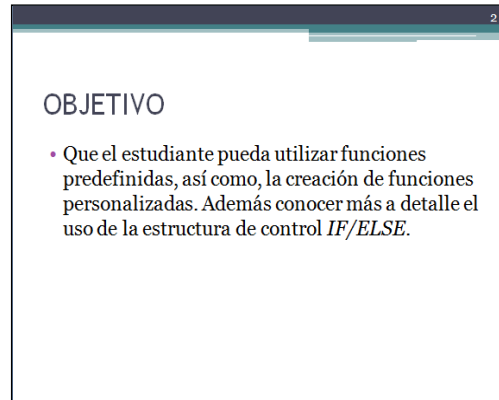 2
OBJETIVO
• Que el estudiante pueda utilizar funciones
predefinidas, así como, la creación de funciones
personalizadas. Además conocer más a detalle el
uso de la estructura de control IF/ELSE.